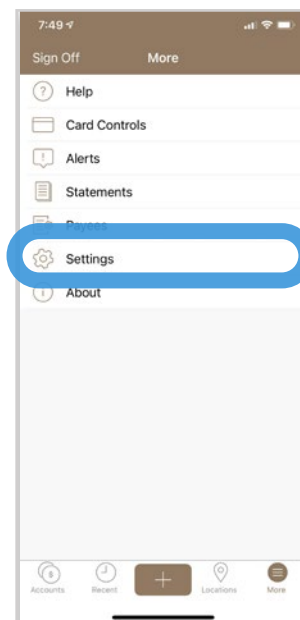 7:49
Sign Off More
Help
Card Controls
Alerts
Statements
Payees
Settings
About
Accounts Recent Locations More